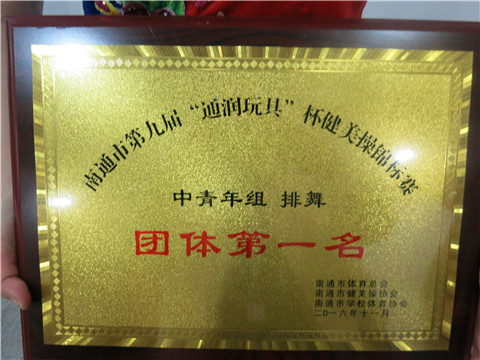 南通市第九届“通润玩具”杯健美操锦标赛
中青年组 排舞
团体第一名
南通市体育总会
南通市健美操协会
南通市学校体育协会
二〇一六年十一月